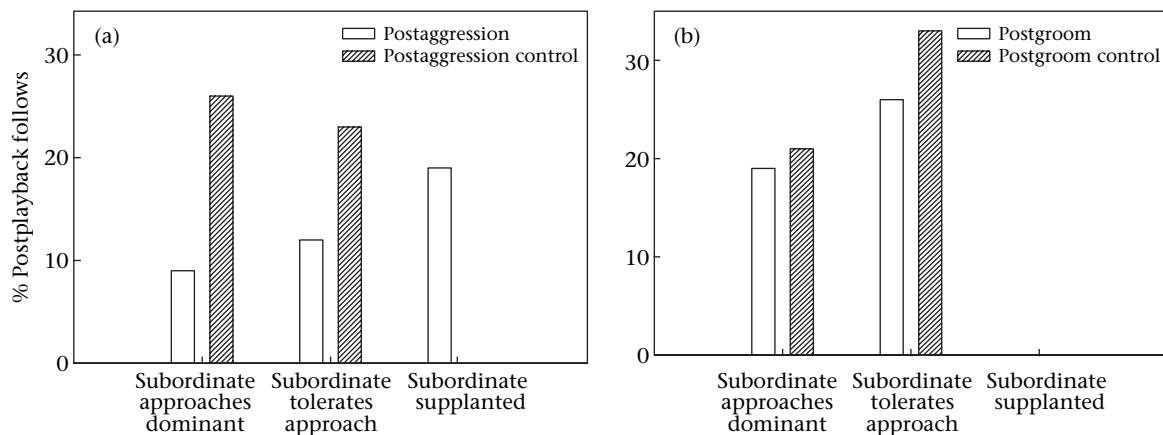 (a)
Postaggression
Postaggression control
% Postplayback follows
30
20
10
0
Subordinate approaches dominant
Subordinate tolerates approach
Subordinate supplanted
(b)
Postgroom
Postgroom control
30
20
10
0
Subordinate approaches dominant
Subordinate tolerates approach
Subordinate supplanted